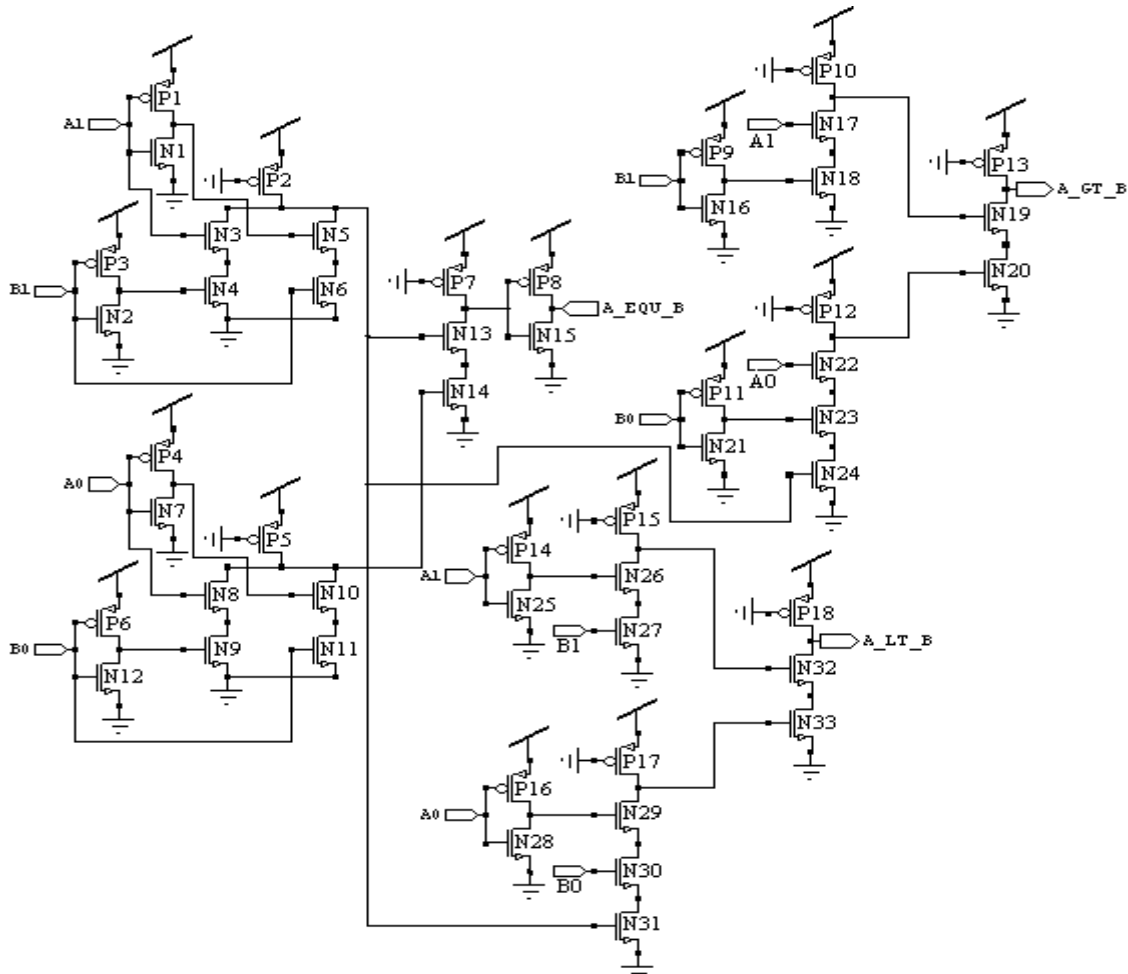 P1
A1
N1
P2
P3
N3
N5
B1
N2
N4
N6
P7
P8
A_EQU_B
N13
N15
N14
P4
A0
N7
P5
P6
N8
N10
B0
N12
N9
N11
P10
P9
A1
N17
B1
N16
N18
P13
A_GT_B
N19
N20
P12
P11
A0
N22
B0
N21
N23
N24
P15
P14
A1
N26
N25
B1
N27
P18
A_LT_B
N32
N33
P17
P16
A0
N29
N28
B0
N30
N31